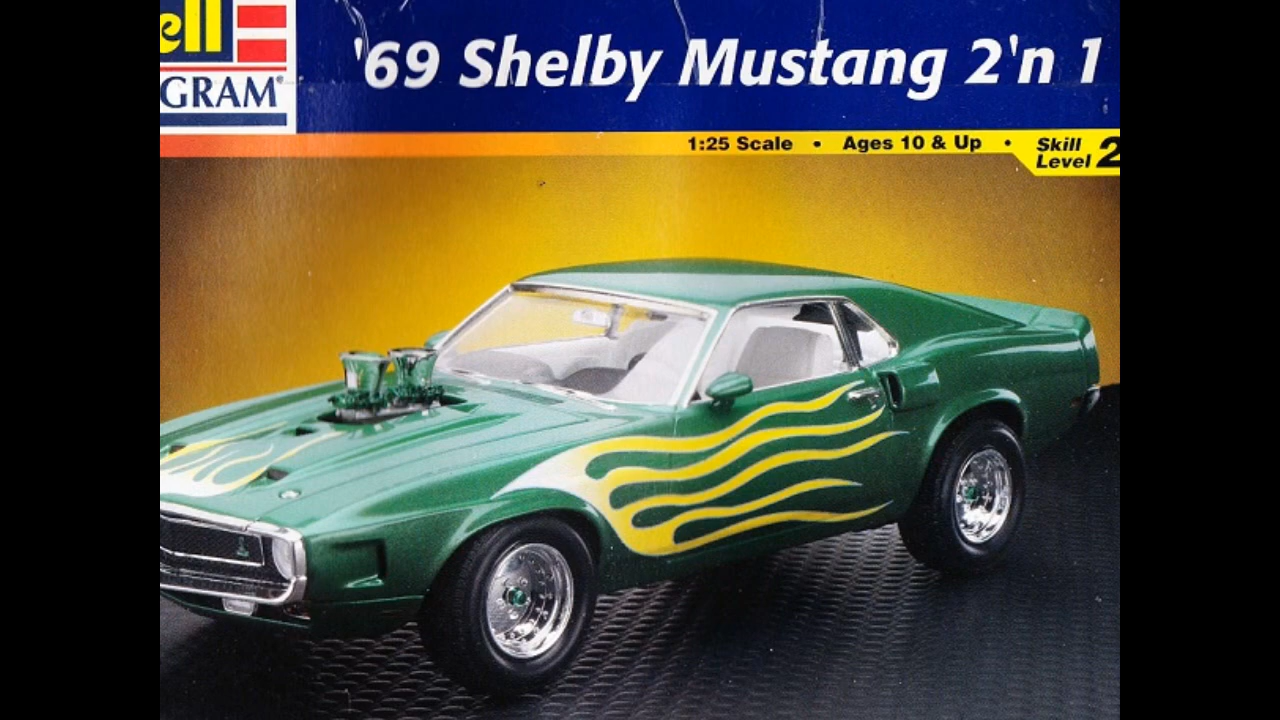 ell
GRAM
'69 Shelby Mustang 2'n 1
1:25 Scale • Ages 10 & Up • Skill Level 2